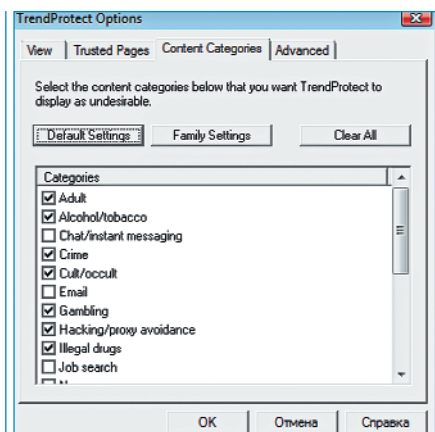 TrendProtect Options
View Trusted Pages Content Categories Advanced
Select the content categories below that you want TrendProtect to
display as undesirable.
Default Settings Family Settings Clear All
Categories
Adult
Alcohol/tobacco
Chat/instant messaging
Crime
Cult/occult
Email
Gambling
Hacking/proxy avoidance
Illegal drugs
Job search
OK Отмена Справка